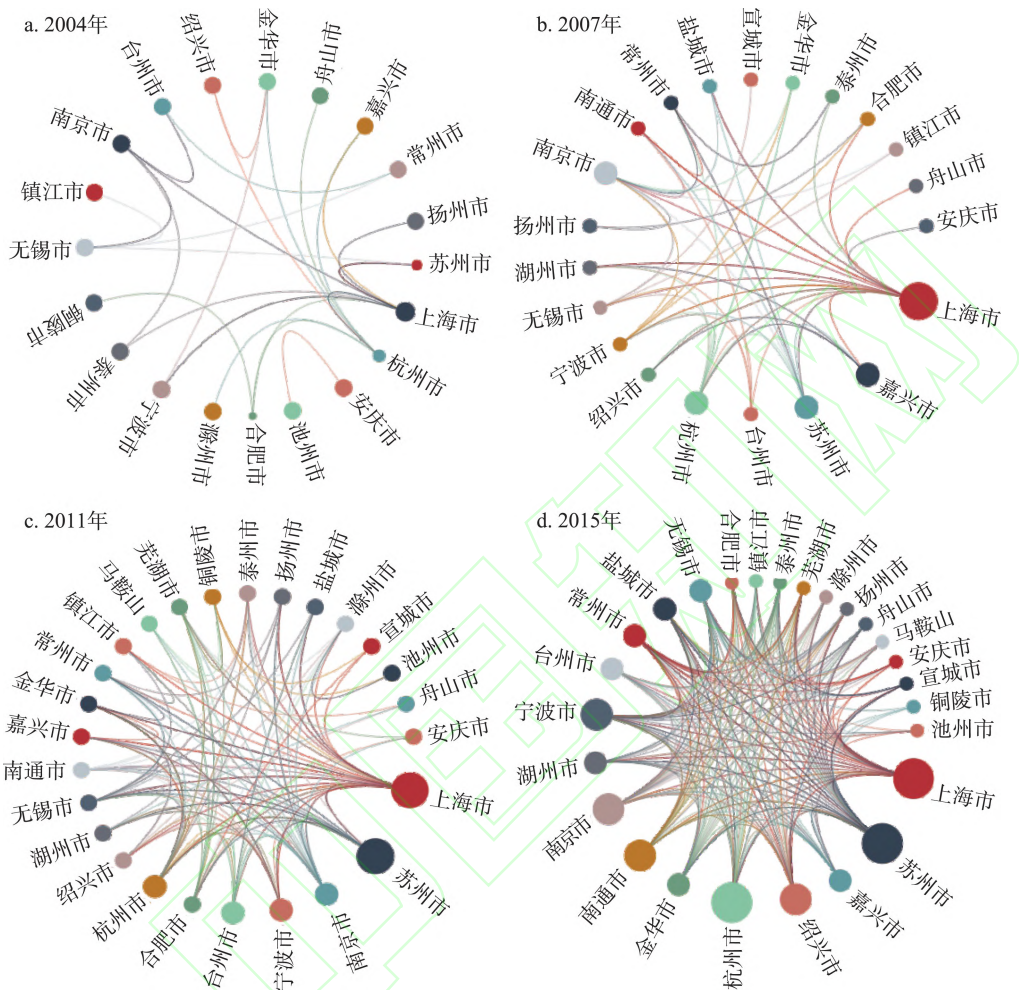 a. 2004年
台州市
绍兴市
金华市
舟山市
嘉兴市
常州市
扬州市
苏州市
上海市
杭州市
安庆市
池州市
合肥市
滁州市
宁波市
泰州市
铜陵市
无锡市
镇江市
南京市
b. 2007年
南通市
常州市
盐城市
宣城市
金华市
泰州市
合肥市
镇江市
舟山市
安庆市
上海市
嘉兴市
苏州市
台州市
杭州市
绍兴市
宁波市
无锡市
湖州市
扬州市
南京市
c. 2011年
马鞍山
芜湖市
铜陵市
泰州市
扬州市
盐城市
滁州市
宣城市
池州市
舟山市
安庆市
上海市
苏州市
南京市
宁波市
台州市
合肥市
杭州市
绍兴市
湖州市
无锡市
南通市
嘉兴市
金华市
常州市
镇江市
d. 2015年
盐城市
无锡市
合肥市
镇江市
泰州市
芜湖市
滁州市
扬州市
舟山市
马鞍山
安庆市
宣城市
铜陵市
池州市
上海市
苏州市
嘉兴市
绍兴市
杭州市
金华市
南通市
南京市
湖州市
宁波市
台州市
常州市